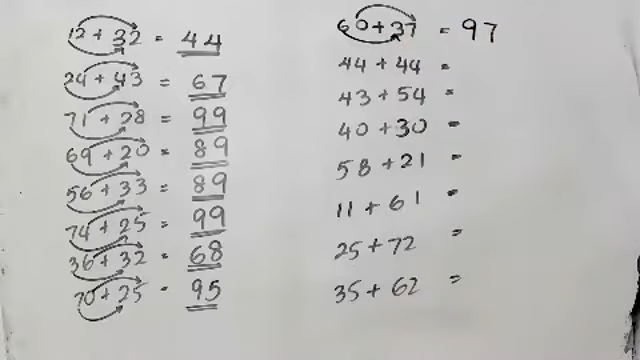 12 + 32 = 44
24 + 43 = 67
71 + 28 = 99
69 + 20 = 89
56 + 33 = 89
74 + 25 = 99
36 + 32 = 68
70 + 25 = 95
60 + 37 = 97
44 + 44 =
43 + 54 =
40 + 30 =
58 + 21 =
11 + 61 =
25 + 72 =
35 + 62 =